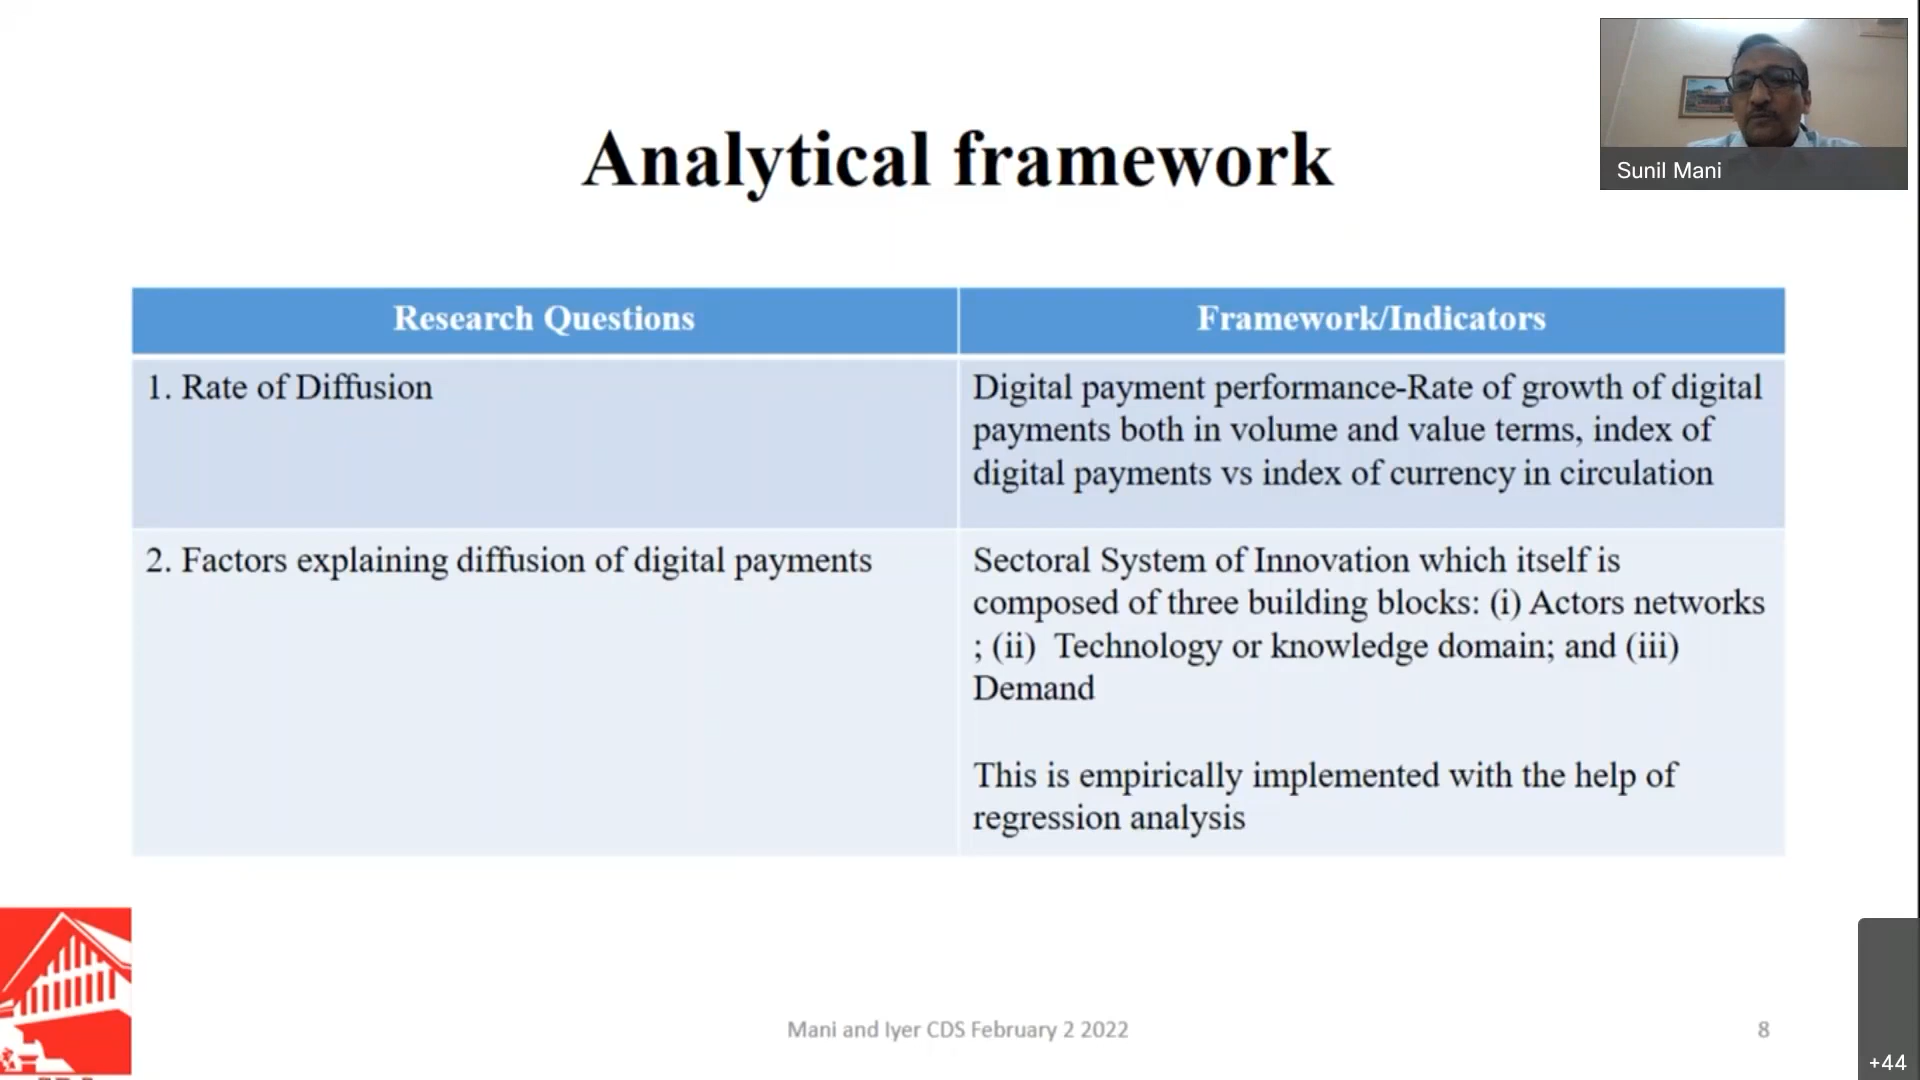 Analytical framework
Sunil Mani
Research Questions
Framework/Indicators
1. Rate of Diffusion
Digital payment performance-Rate of growth of digital
payments both in volume and value terms, index of
digital payments vs index of currency in circulation
2. Factors explaining diffusion of digital payments
Sectoral System of Innovation which itself is
composed of three building blocks: (i) Actors networks
; (ii) Technology or knowledge domain; and (iii)
Demand
This is empirically implemented with the help of
regression analysis
Mani and Iyer CDS February 2 2022
8
+44